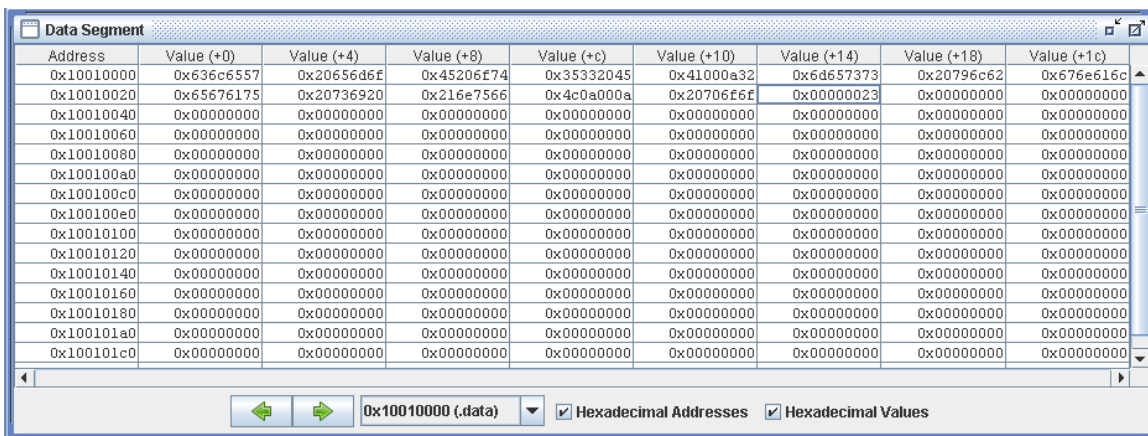 Data Segment
Address Value (+0) Value (+4) Value (+8) Value (+c) Value (+10) Value (+14) Value (+18) Value (+1c)
0x10010000 0x636c6557 0x20656d6f 0x45206f74 0x35332045 0x41000a32 0x6d657373 0x20796c62 0x676e616c
0x10010020 0x65676175 0x20736920 0x216e7566 0x4c0a000a 0x20706f6f 0x00000023 0x00000000 0x00000000
0x10010040 0x00000000 0x00000000 0x00000000 0x00000000 0x00000000 0x00000000 0x00000000 0x00000000
0x10010060 0x00000000 0x00000000 0x00000000 0x00000000 0x00000000 0x00000000 0x00000000 0x00000000
0x10010080 0x00000000 0x00000000 0x00000000 0x00000000 0x00000000 0x00000000 0x00000000 0x00000000
0x100100a0 0x00000000 0x00000000 0x00000000 0x00000000 0x00000000 0x00000000 0x00000000 0x00000000
0x100100c0 0x00000000 0x00000000 0x00000000 0x00000000 0x00000000 0x00000000 0x00000000 0x00000000
0x100100e0 0x00000000 0x00000000 0x00000000 0x00000000 0x00000000 0x00000000 0x00000000 0x00000000
0x10010100 0x00000000 0x00000000 0x00000000 0x00000000 0x00000000 0x00000000 0x00000000 0x00000000
0x10010120 0x00000000 0x00000000 0x00000000 0x00000000 0x00000000 0x00000000 0x00000000 0x00000000
0x10010140 0x00000000 0x00000000 0x00000000 0x00000000 0x00000000 0x00000000 0x00000000 0x00000000
0x10010160 0x00000000 0x00000000 0x00000000 0x00000000 0x00000000 0x00000000 0x00000000 0x00000000
0x10010180 0x00000000 0x00000000 0x00000000 0x00000000 0x00000000 0x00000000 0x00000000 0x00000000
0x100101a0 0x00000000 0x00000000 0x00000000 0x00000000 0x00000000 0x00000000 0x00000000 0x00000000
0x100101c0 0x00000000 0x00000000 0x00000000 0x00000000 0x00000000 0x00000000 0x00000000 0x00000000
0x10010000 (.data) Hexadecimal Addresses Hexadecimal Values